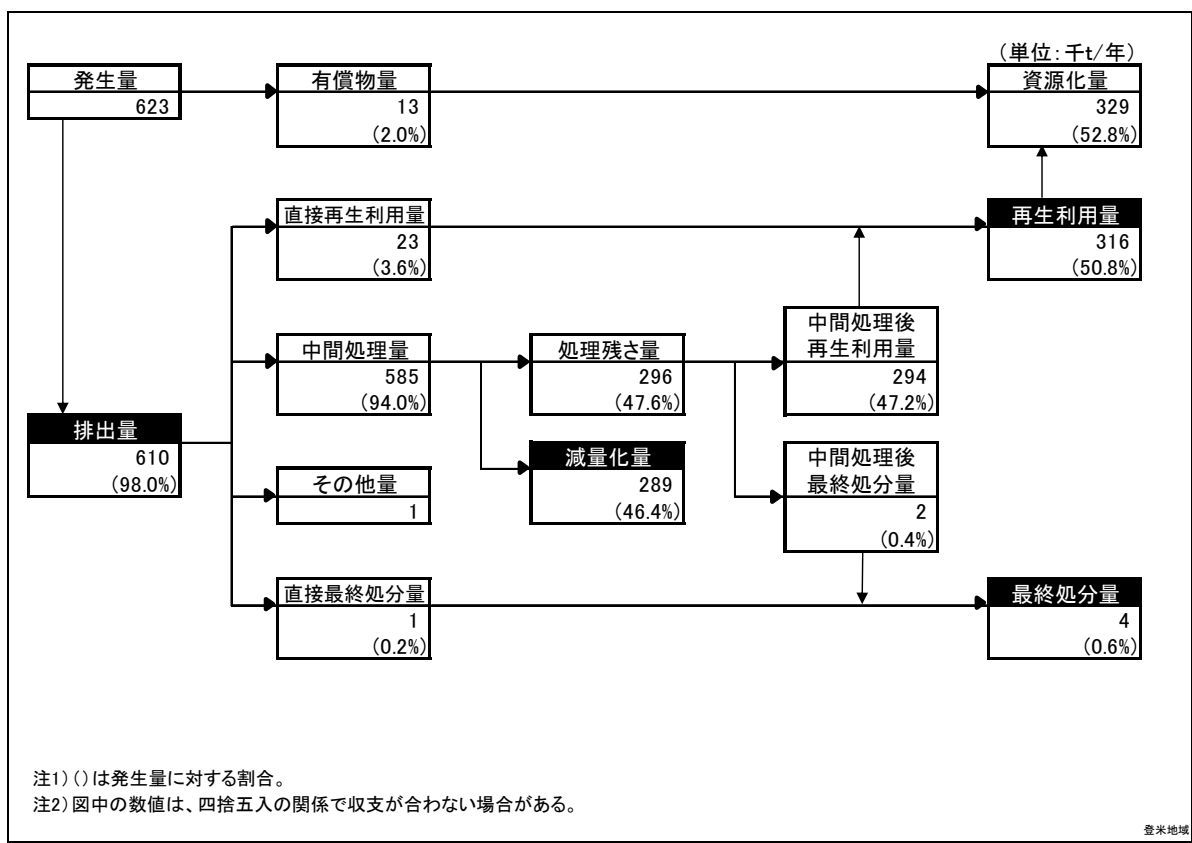 (単位:千t/年)
発生量
623
有償物量
13
(2.0%)
資源化量
329
(52.8%)
直接再生利用量
23
(3.6%)
再生利用量
316
(50.8%)
中間処理量
585
(94.0%)
処理残さ量
296
(47.6%)
中間処理後
再生利用量
294
(47.2%)
排出量
610
(98.0%)
減量化量
289
(46.4%)
中間処理後
最終処分量
2
(0.4%)
その他量
1
直接最終処分量
1
(0.2%)
最終処分量
4
(0.6%)
注1)()は発生量に対する割合。
注2)図中の数値は、四捨五入の関係で収支が合わない場合がある。
登米地域